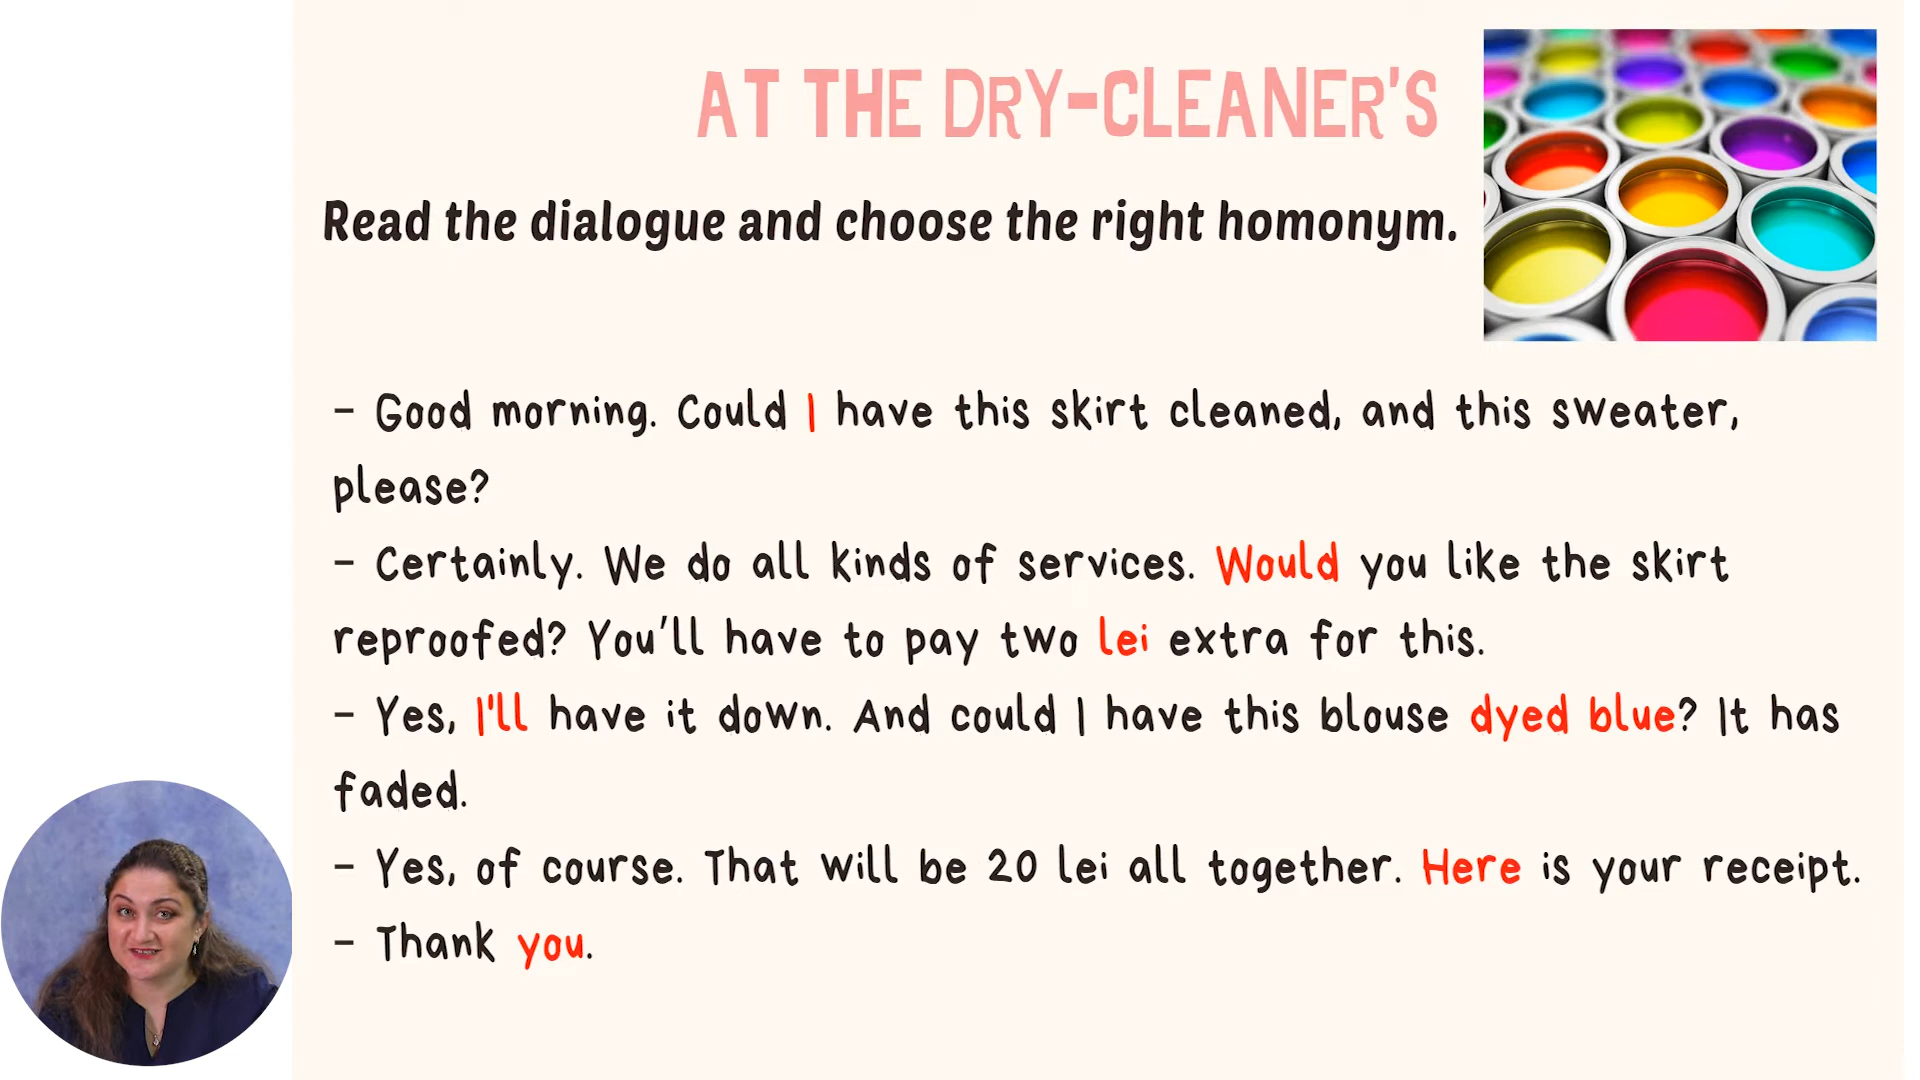 AT THE DRY-CLEANER'S
Read the dialogue and choose the right homonym.
- Good morning. Could I have this skirt cleaned, and this sweater,
please?
- Certainly. We do all kinds of services. Would you like the skirt
reproofed? You'll have to pay two lei extra for this.
- Yes, I'll have it down. And could I have this blouse dyed blue? It has
faded.
- Yes, of course. That will be 20 lei all together. Here is your receipt.
- Thank you.